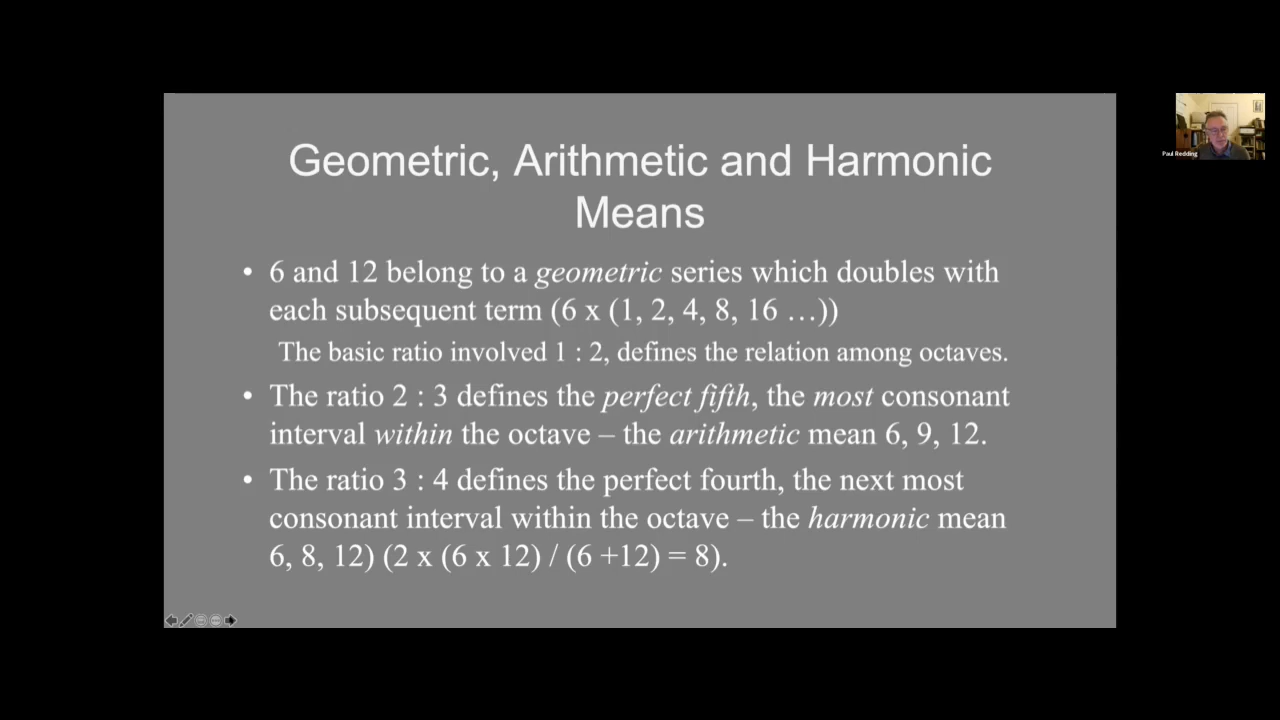 Geometric, Arithmetic and Harmonic
Means
• 6 and 12 belong to a geometric series which doubles with
each subsequent term (6 x (1, 2, 4, 8, 16 …))
The basic ratio involved 1 : 2, defines the relation among octaves.
• The ratio 2 : 3 defines the perfect fifth, the most consonant
interval within the octave – the arithmetic mean 6, 9, 12.
• The ratio 3 : 4 defines the perfect fourth, the next most
consonant interval within the octave – the harmonic mean
6, 8, 12) (2 x (6 x 12) / (6 +12) = 8).
Paul Redding